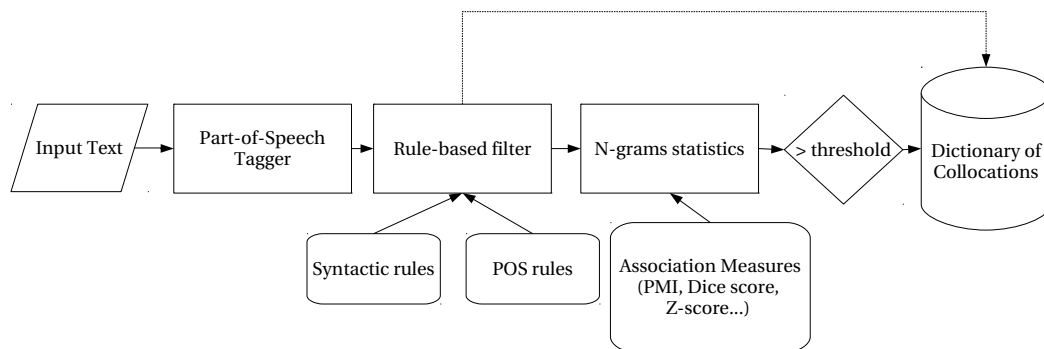 Input Text
Part-of-Speech
Tagger
Rule-based filter
N-grams statistics
> threshold
Dictionary of
Collocations
Syntactic rules
POS rules
Association Measures
(PMI, Dice score,
Z-score...)